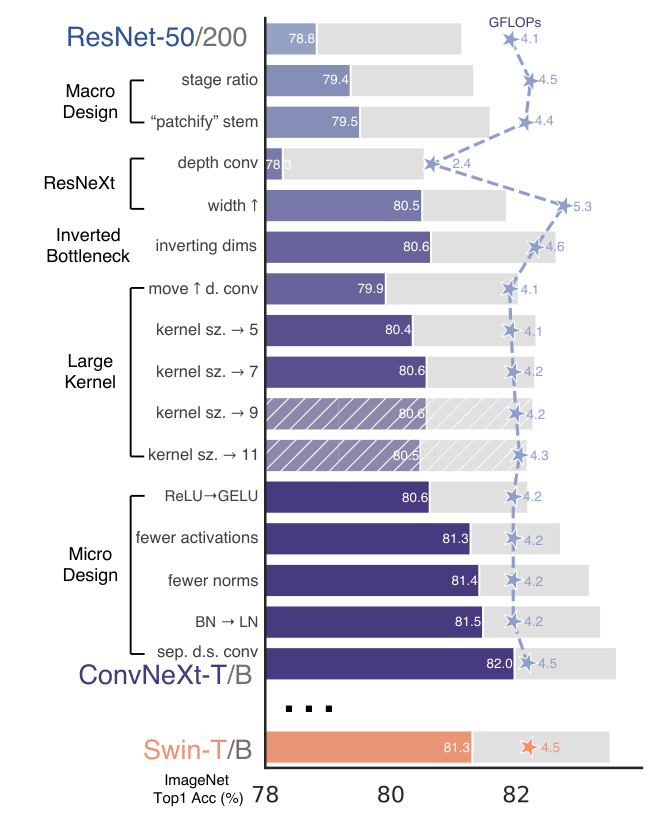 GFLOPs
ResNet-50/200 78.8 4.1
Macro Design
stage ratio 79.4 4.5
“patchify” stem 79.5 4.4
ResNeXt
depth conv 78.3 2.4
width ↑ 80.5 5.3
Inverted Bottleneck
inverting dims 80.6 4.6
Large Kernel
move ↑ d. conv 79.9 4.1
kernel sz. → 5 80.4 4.1
kernel sz. → 7 80.6 4.2
kernel sz. → 9 80.6 4.2
kernel sz. → 11 80.5 4.3
Micro Design
ReLU→GELU 80.6 4.2
fewer activations 81.3 4.2
fewer norms 81.4 4.2
BN → LN 81.5 4.2
sep. d.s. conv
ConvNeXt-T/B 82.0 4.5
...
Swin-T/B 81.3 4.5
ImageNet
Top1 Acc (%) 78 80 82